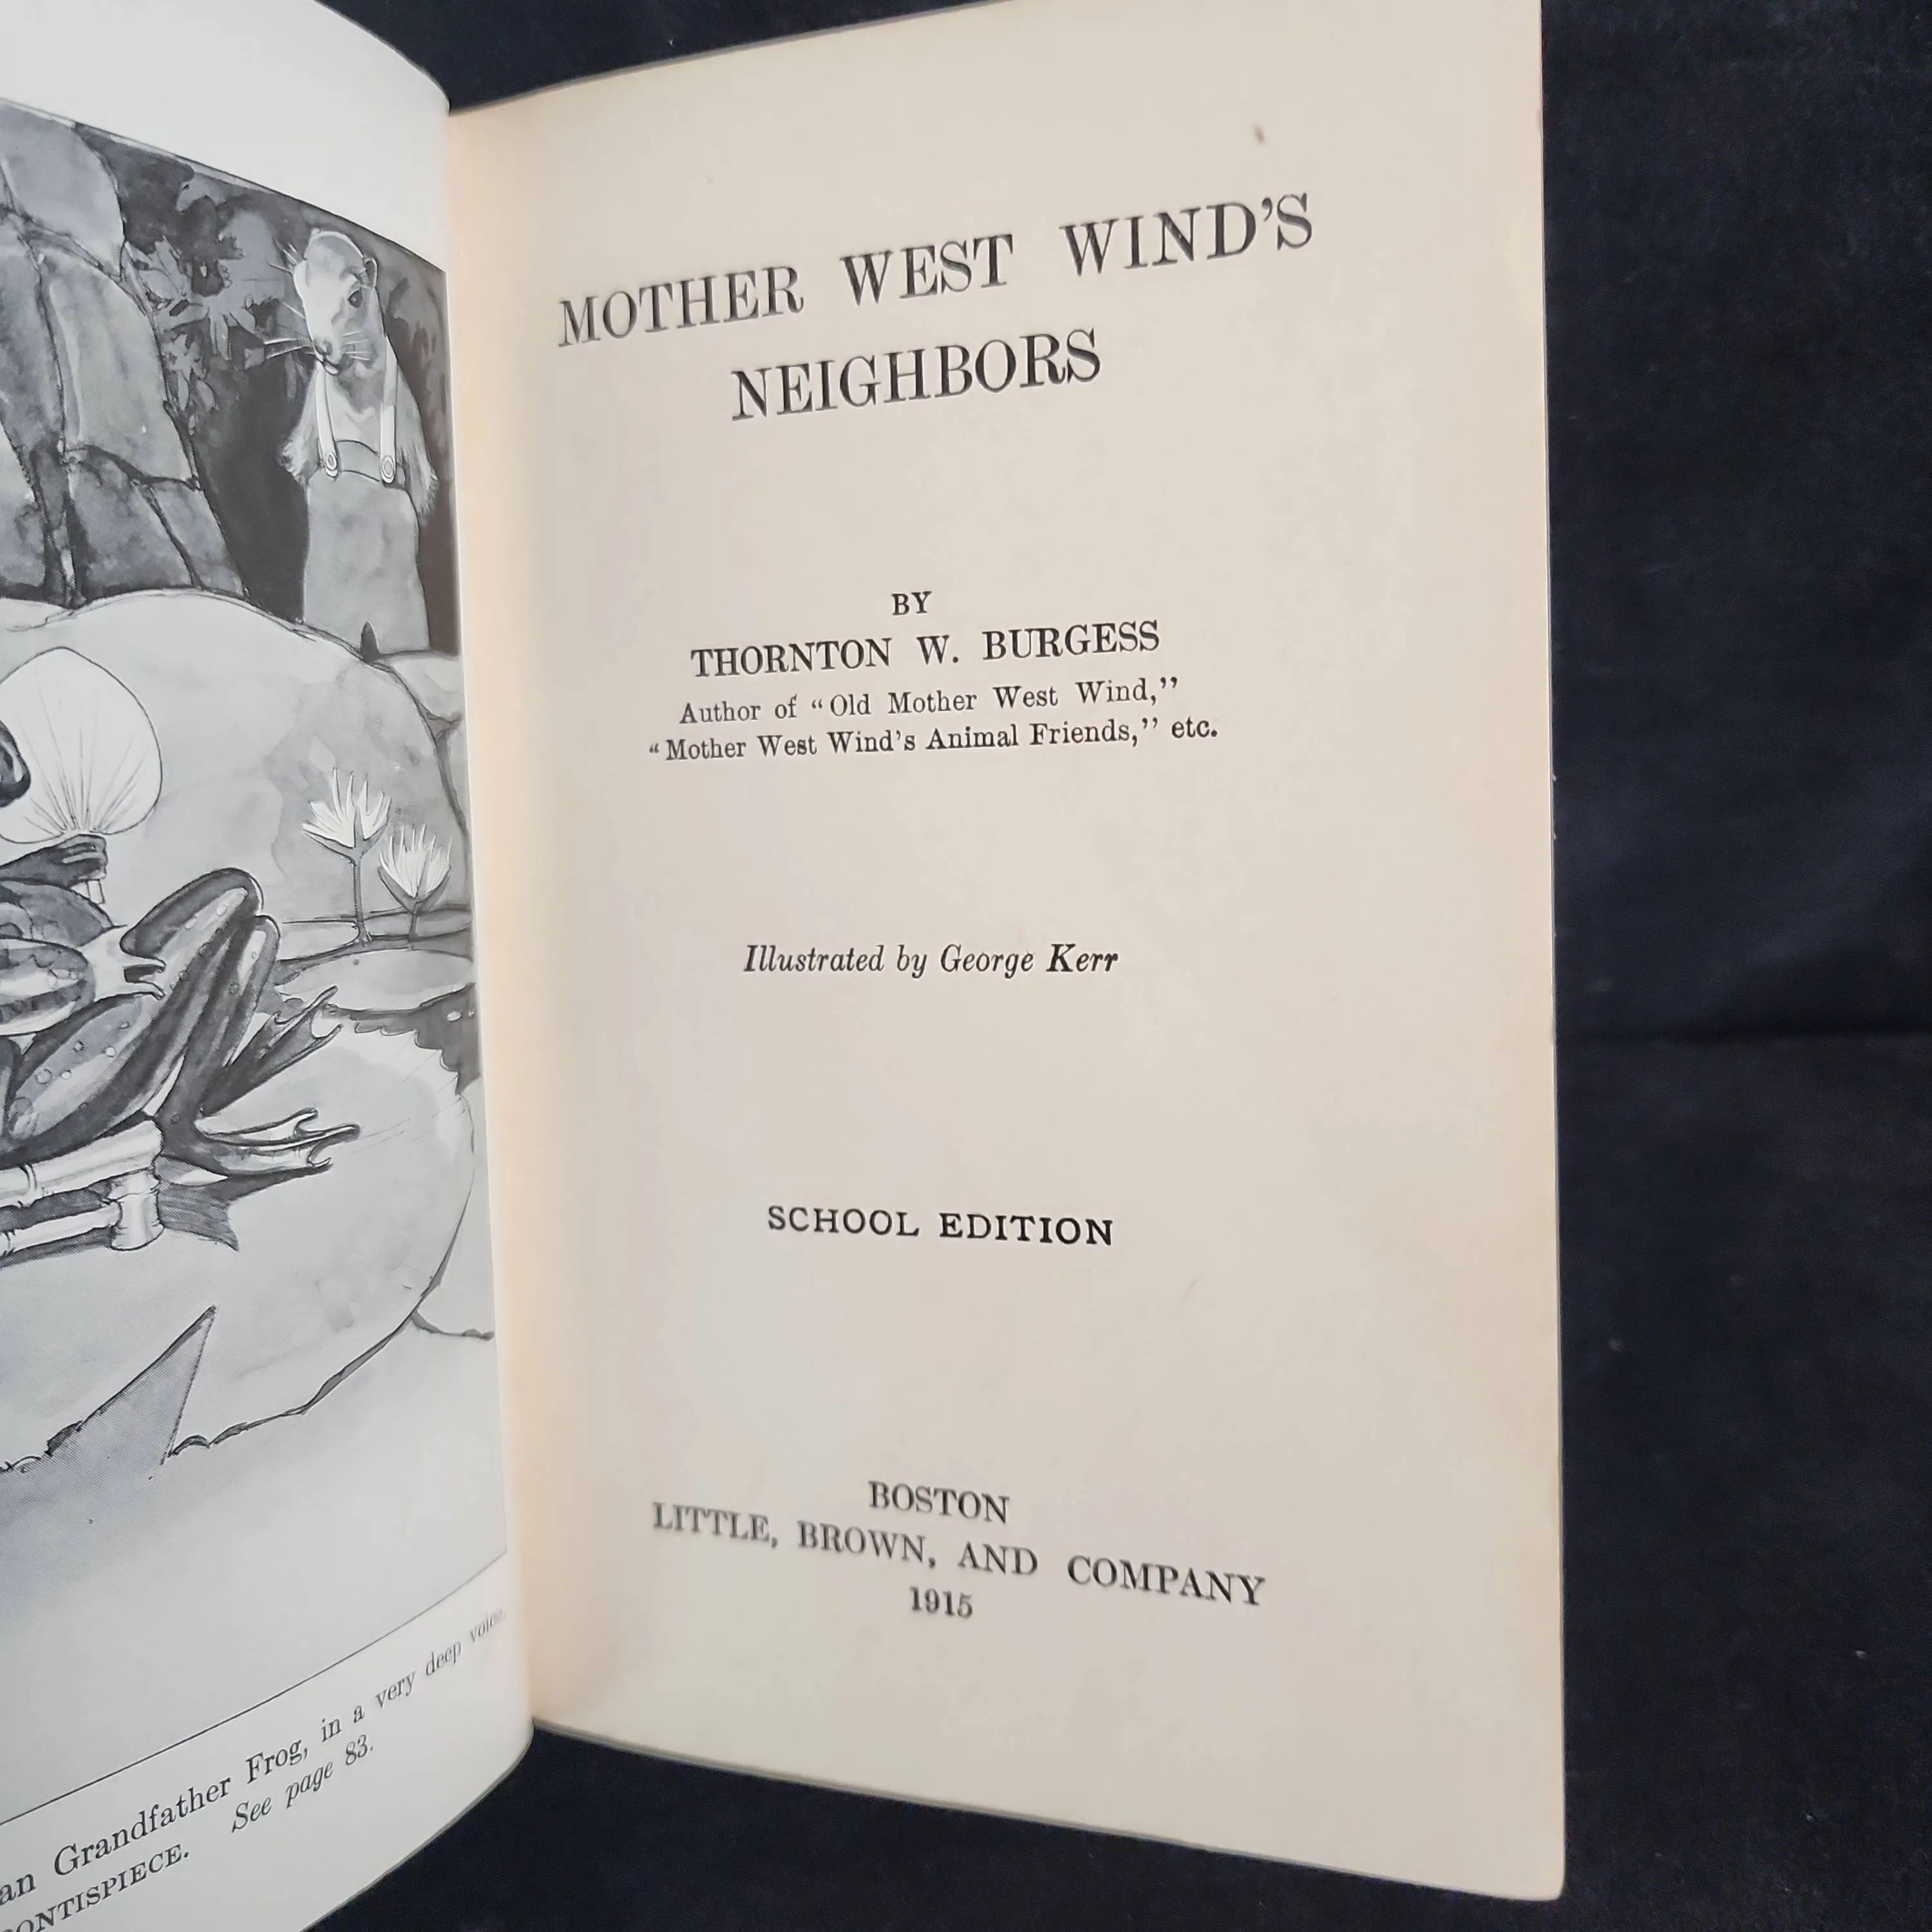 an Grandfather Frog, in a very deep voice.
See page 83.
MOTHER WEST WIND'S
NEIGHBORS
BY
THORNTON W. BURGESS
Author of “Old Mother West Wind,”
“Mother West Wind's Animal Friends,” etc.
Illustrated by George Kerr
SCHOOL EDITION
BOSTON
LITTLE, BROWN, AND COMPANY
1915